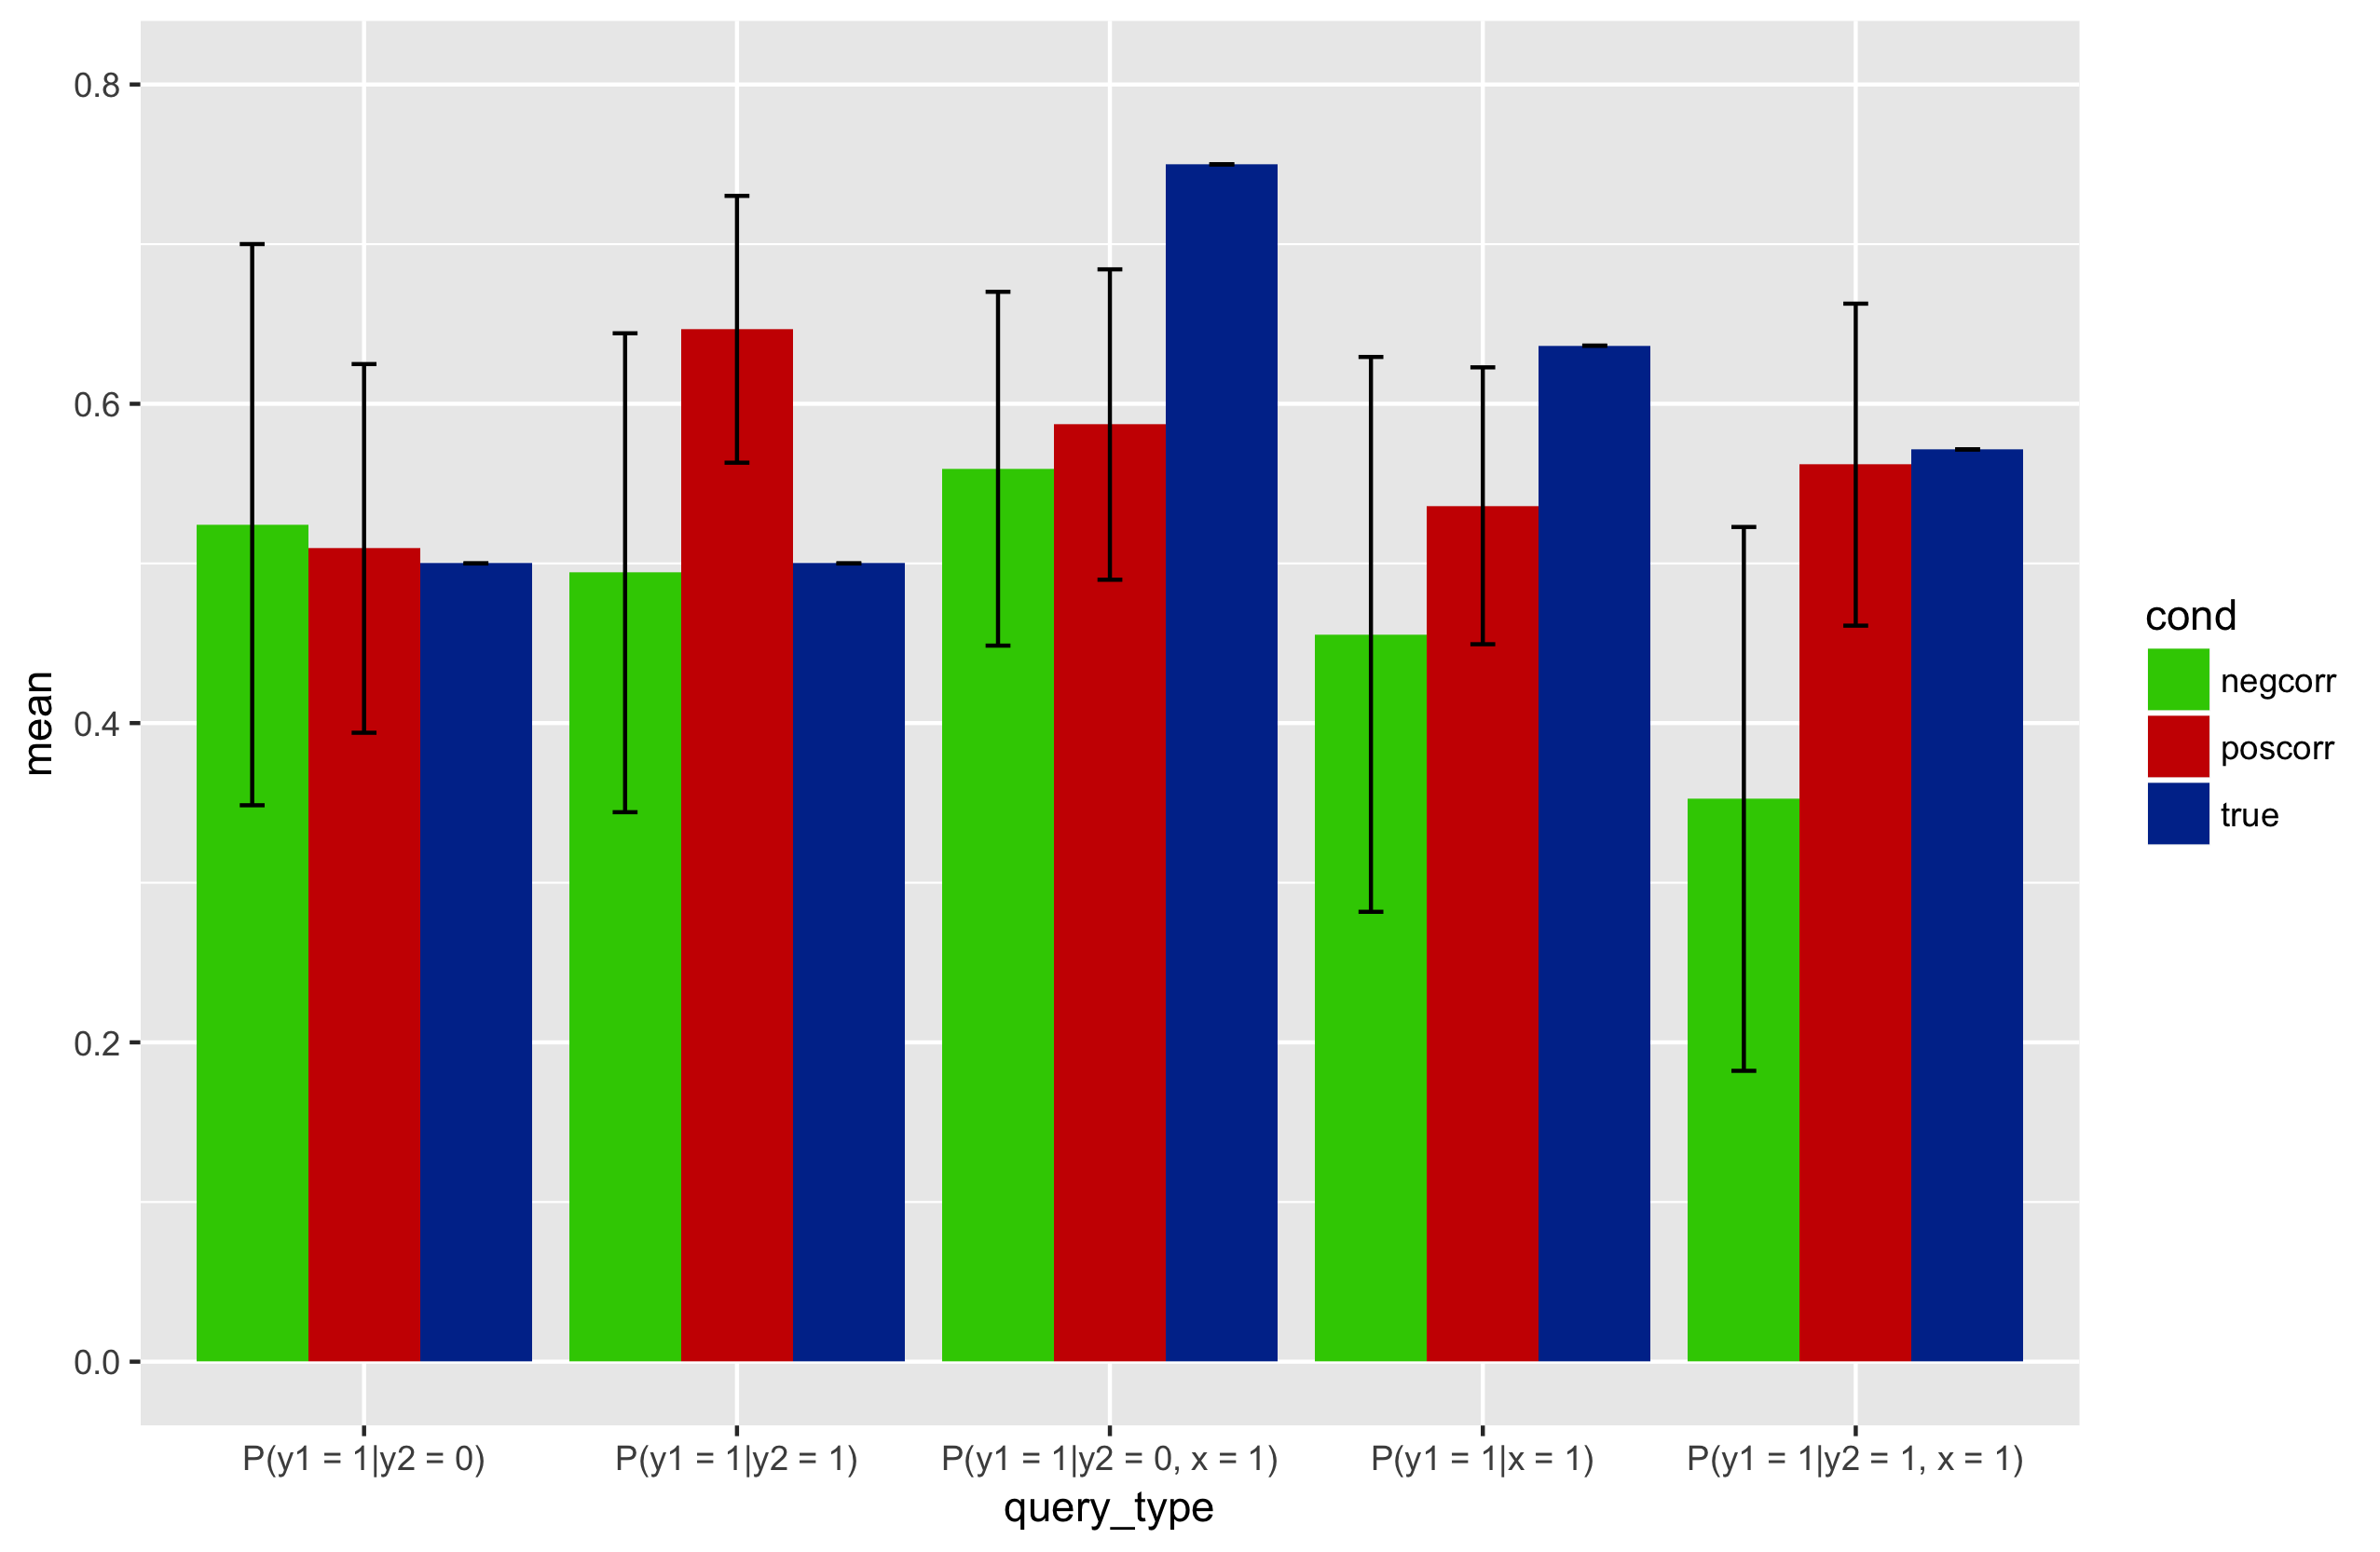 0.8
0.6
0.4
0.2
0.0
mean
P(y1 = 1|y2 = 0)
P(y1 = 1|y2 = 1)
P(y1 = 1|y2 = 0, x = 1)
P(y1 = 1|x = 1)
P(y1 = 1|y2 = 1, x = 1)
query_type
cond
negcorr
poscorr
true